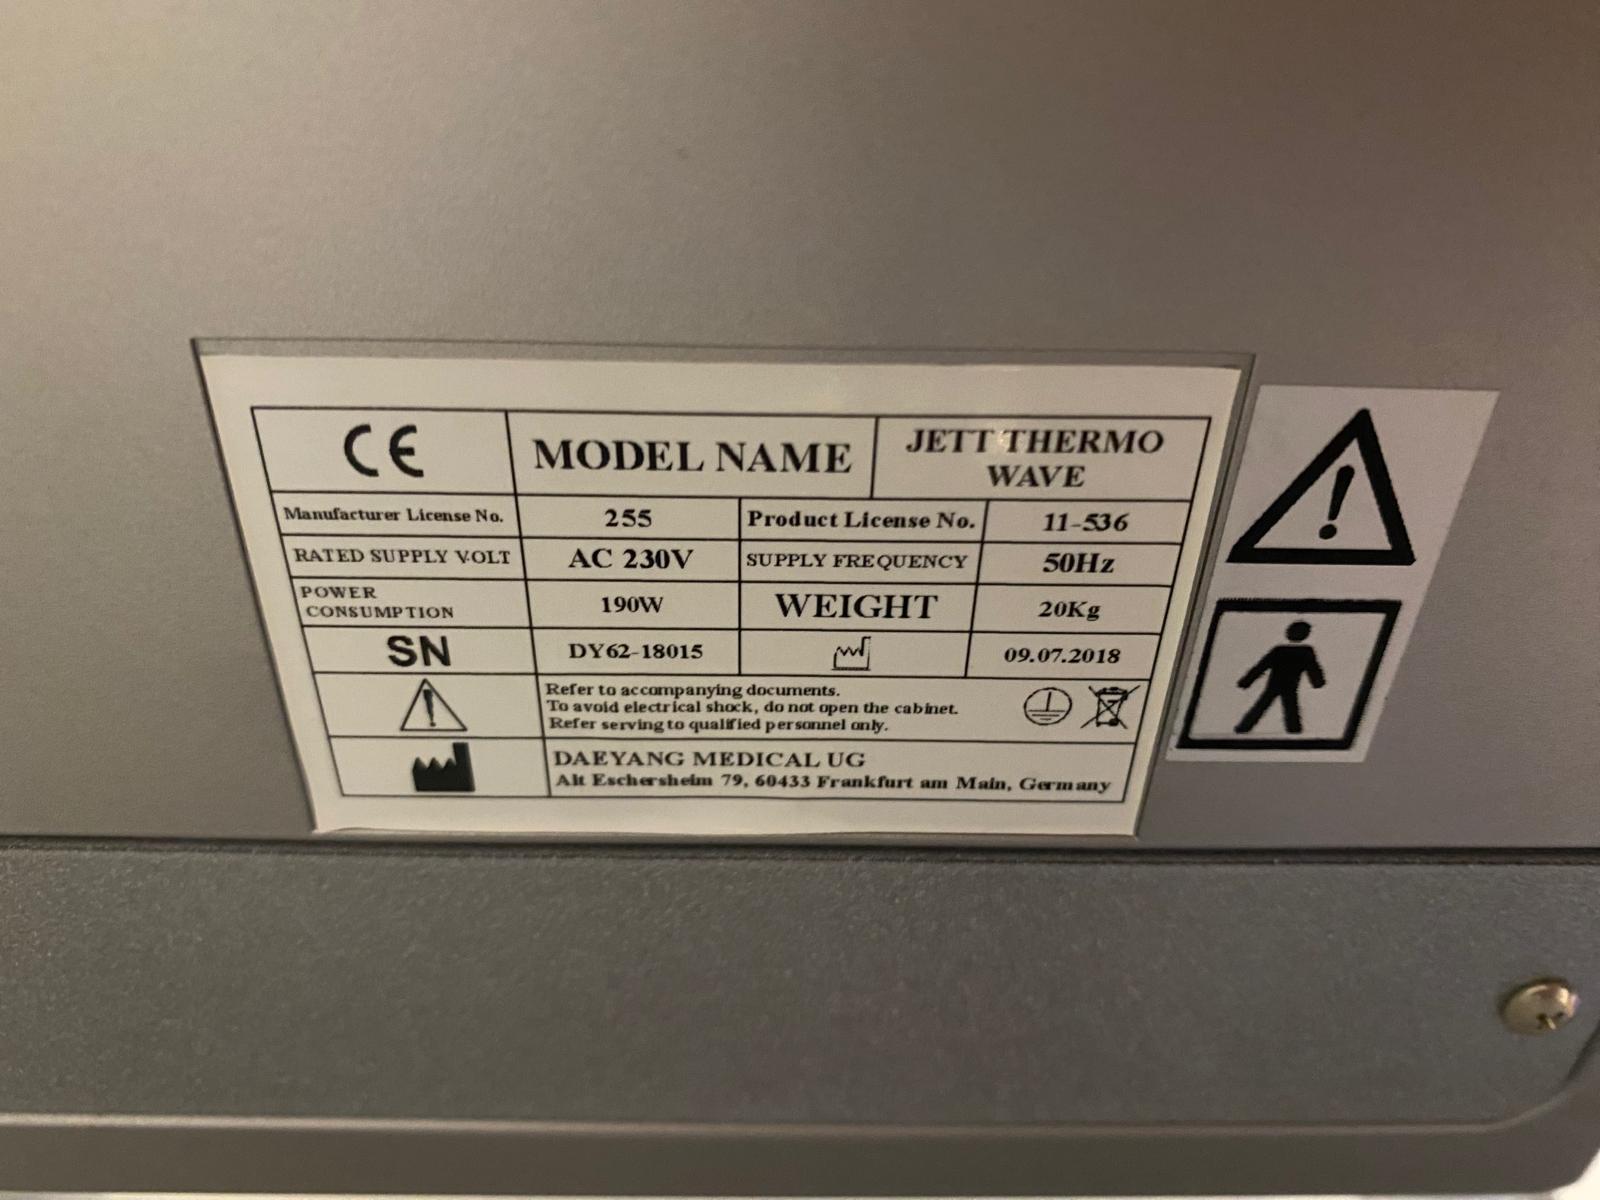 CE
MODEL NAME
JETT THERMO
WAVE
Manufacturer License No. 255 Product License No. 11-536
RATED SUPPLY VOLT AC 230V SUPPLY FREQUENCY 50Hz
POWER
CONSUMPTION 190W WEIGHT 20Kg
SN DY62-18015 09.07.2018
Refer to accompanying documents.
To avoid electrical shock, do not open the cabinet.
Refer serving to qualified personnel only.
DAEYANG MEDICAL UG
Alt Eschersheim 79, 60433 Frankfurt am Main, Germany